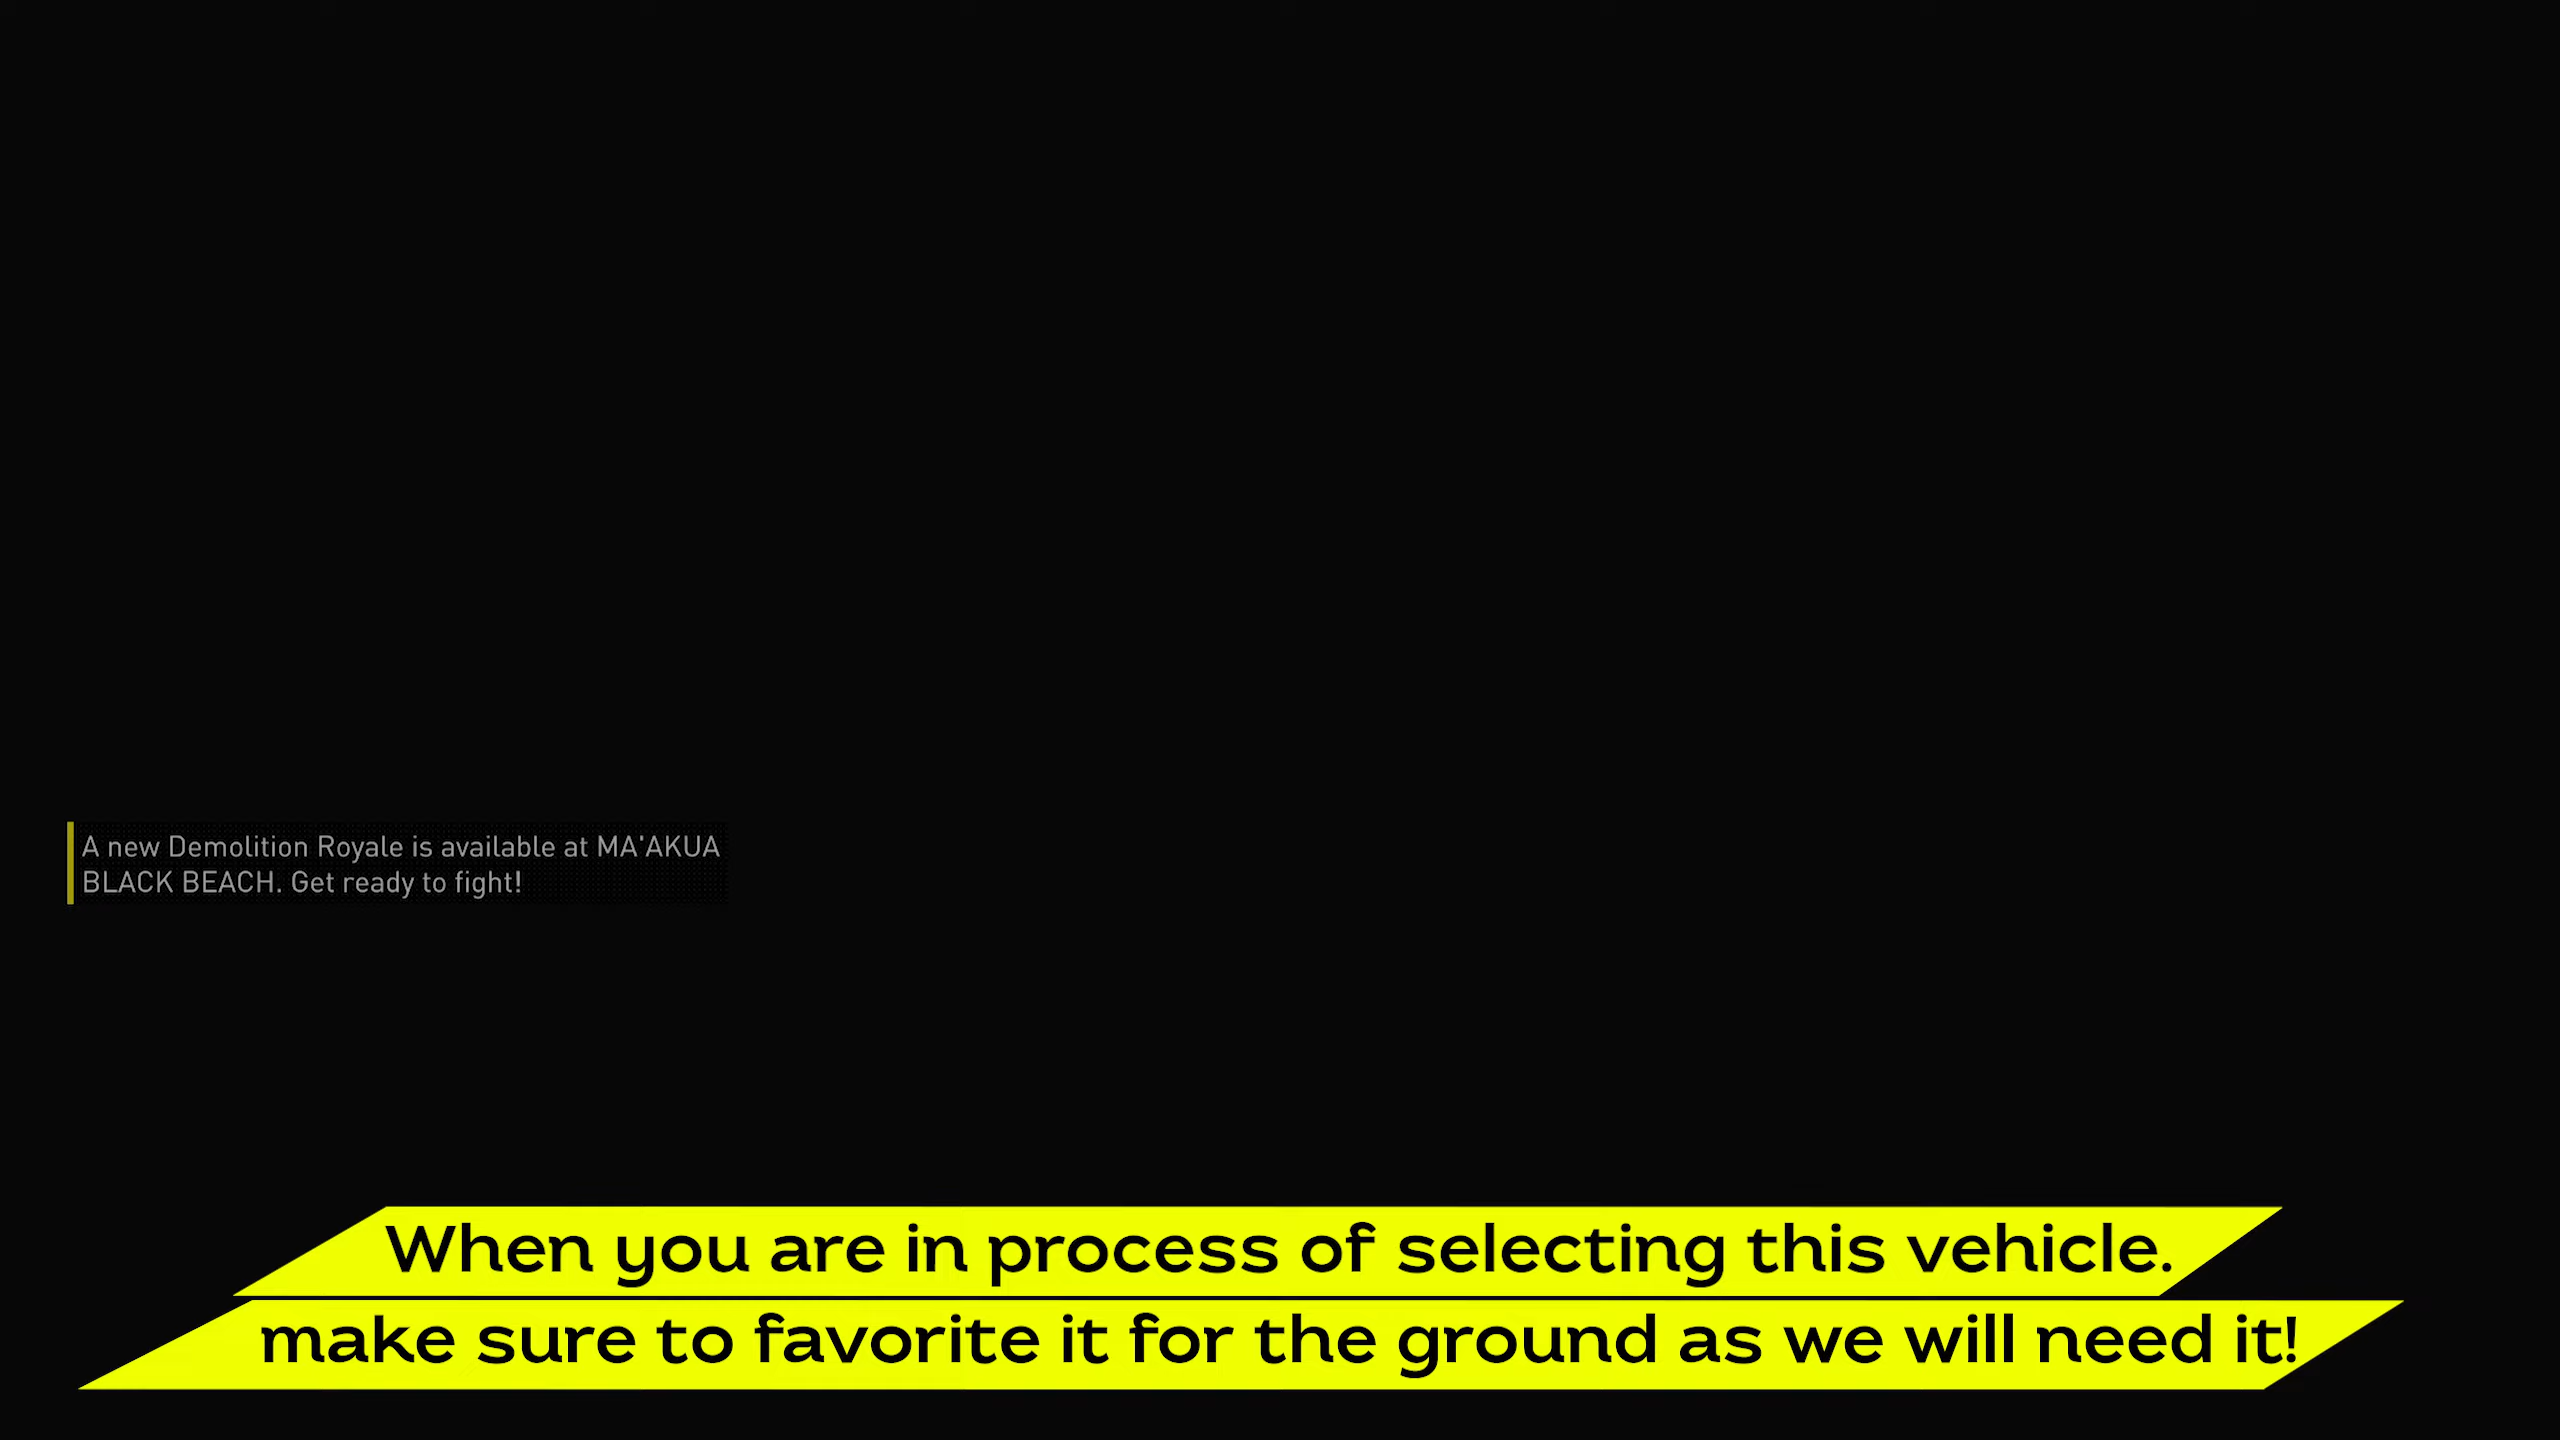 A new Demolition Royale is available at MA'AKUA
BLACK BEACH. Get ready to fight!
When you are in process of selecting this vehicle.
make sure to favorite it for the ground as we will need it!